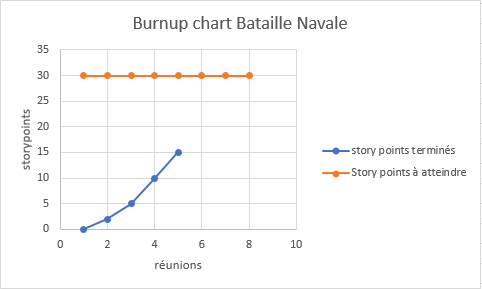 Burnup chart Bataille Navale
35
30
25
20
15
10
5
0
storypoints
0 2 4 6 8 10
réunions
story points terminés
Story points à atteindre